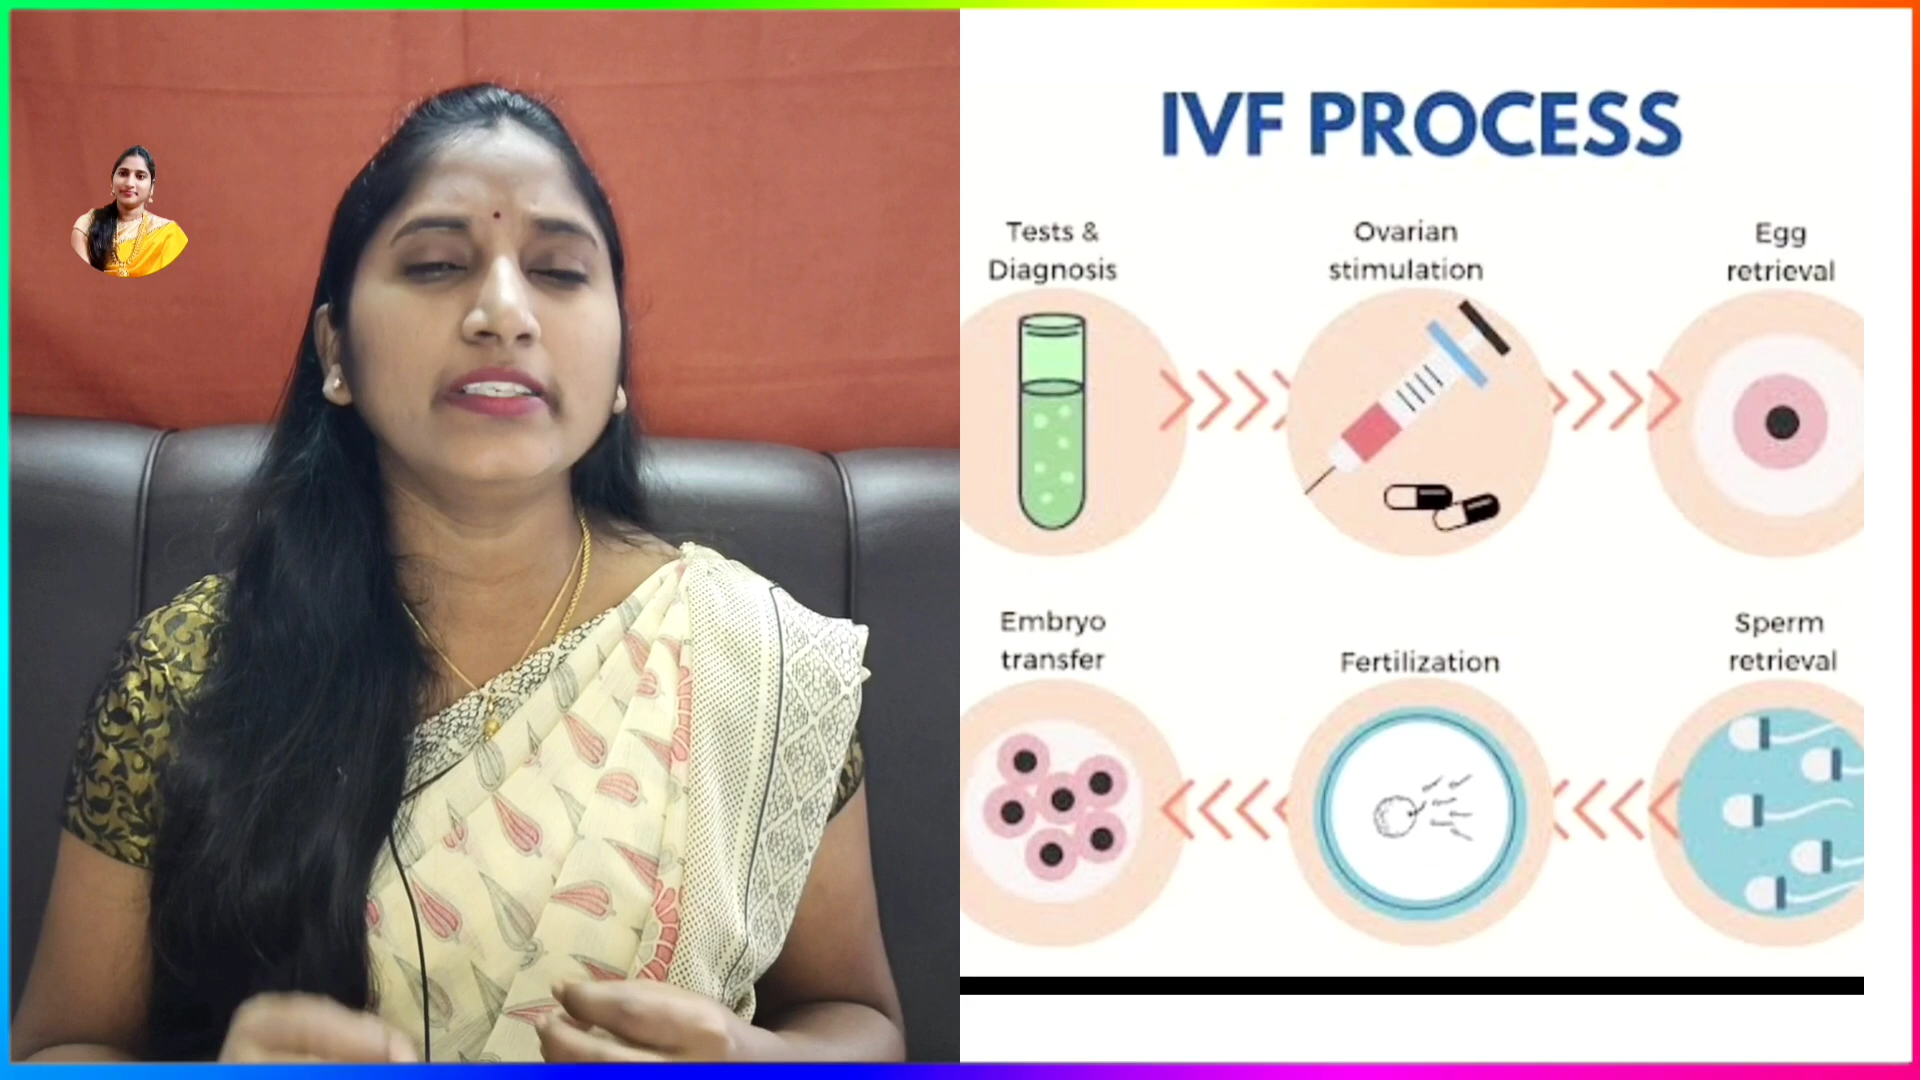 IVF PROCESS
Tests &
Diagnosis
Ovarian
stimulation
Egg
retrieval
Embryo
transfer
Fertilization
Sperm
retrieval